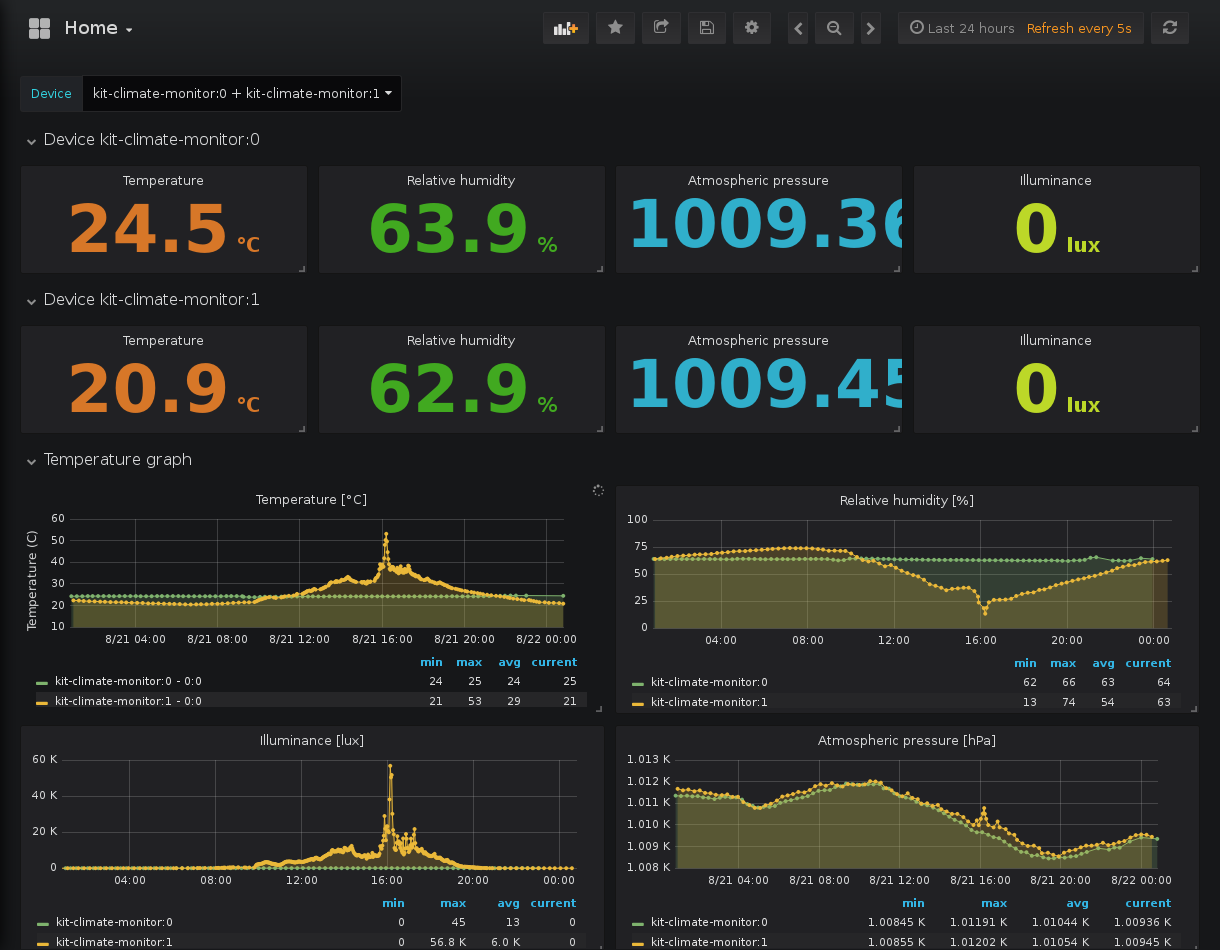 Home
Last 24 hours Refresh every 5s
Device kit-climate-monitor:0 + kit-climate-monitor:1
Device kit-climate-monitor:0
Temperature Relative humidity Atmospheric pressure Illuminance
24.5 °C 63.9 % 1009.36 0 lux
Device kit-climate-monitor:1
Temperature Relative humidity Atmospheric pressure Illuminance
20.9 °C 62.9 % 1009.45 0 lux
Temperature graph
Temperature [°C]
Temperature (C)
60
50
40
30
20
10
8/21 04:00 8/21 08:00 8/21 12:00 8/21 16:00 8/21 20:00 8/22 00:00
min max avg current
kit-climate-monitor:0 - 0:0 24 25 24 25
kit-climate-monitor:1 - 0:0 21 53 29 21
Relative humidity [%]
100
75
50
25
0
04:00 08:00 12:00 16:00 20:00 00:00
min max avg current
kit-climate-monitor:0 62 66 63 64
kit-climate-monitor:1 13 74 54 63
Illuminance [lux]
60 K
40 K
20 K
0
04:00 08:00 12:00 16:00 20:00 00:00
min max avg current
kit-climate-monitor:0 0 45 13 0
kit-climate-monitor:1 0 56.8 K 6.0 K 0
Atmospheric pressure [hPa]
1.013 K
1.012 K
1.011 K
1.010 K
1.009 K
1.008 K
8/21 04:00 8/21 08:00 8/21 12:00 8/21 16:00 8/21 20:00 8/22 00:00
min max avg current
kit-climate-monitor:0 1.00845 K 1.01191 K 1.01044 K 1.00936 K
kit-climate-monitor:1 1.00855 K 1.01202 K 1.01054 K 1.00945 K